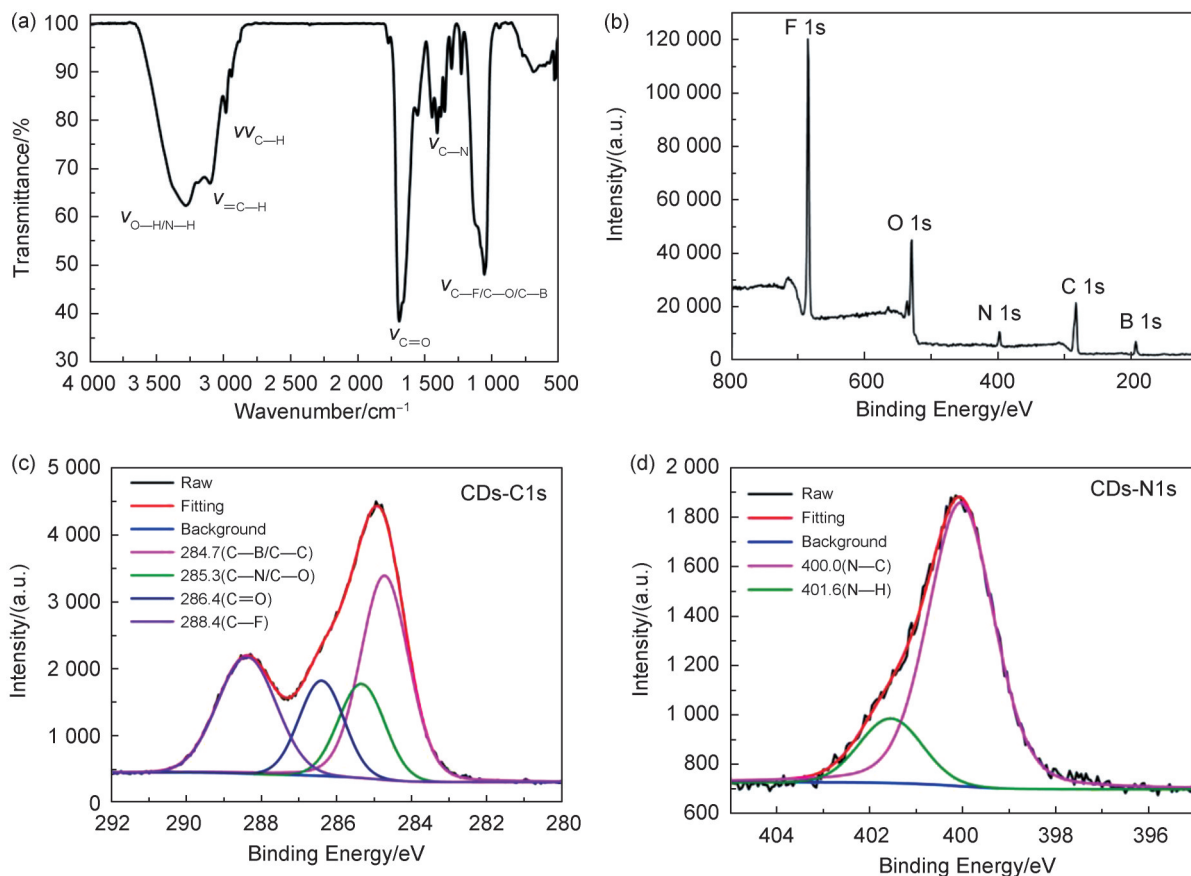 (a)
100
90
80
70
60
50
40
30
Transmittance/%
νν C—H
ν C—N
ν =C—H
ν O—H/N—H
ν C—F/C—O/C—B
ν C=O
4 000 3 500 3 000 2 500 2 000 1 500 1 000 500
Wavenumber/cm⁻¹
(b)
120 000
100 000
80 000
60 000
40 000
20 000
0
Intensity/(a.u.)
F 1s
O 1s
N 1s
C 1s
B 1s
800 600 400 200
Binding Energy/eV
(c)
5 000
4 000
3 000
2 000
1 000
0
Intensity/(a.u.)
Raw
Fitting
Background
284.7(C—B/C—C)
285.3(C—N/C—O)
286.4(C=O)
288.4(C—F)
CDs-C1s
292 290 288 286 284 282 280
Binding Energy/eV
(d)
2 000
1 800
1 600
1 400
1 200
1 000
800
600
Intensity/(a.u.)
Raw
Fitting
Background
400.0(N—C)
401.6(N—H)
CDs-N1s
404 402 400 398 396
Binding Energy/eV